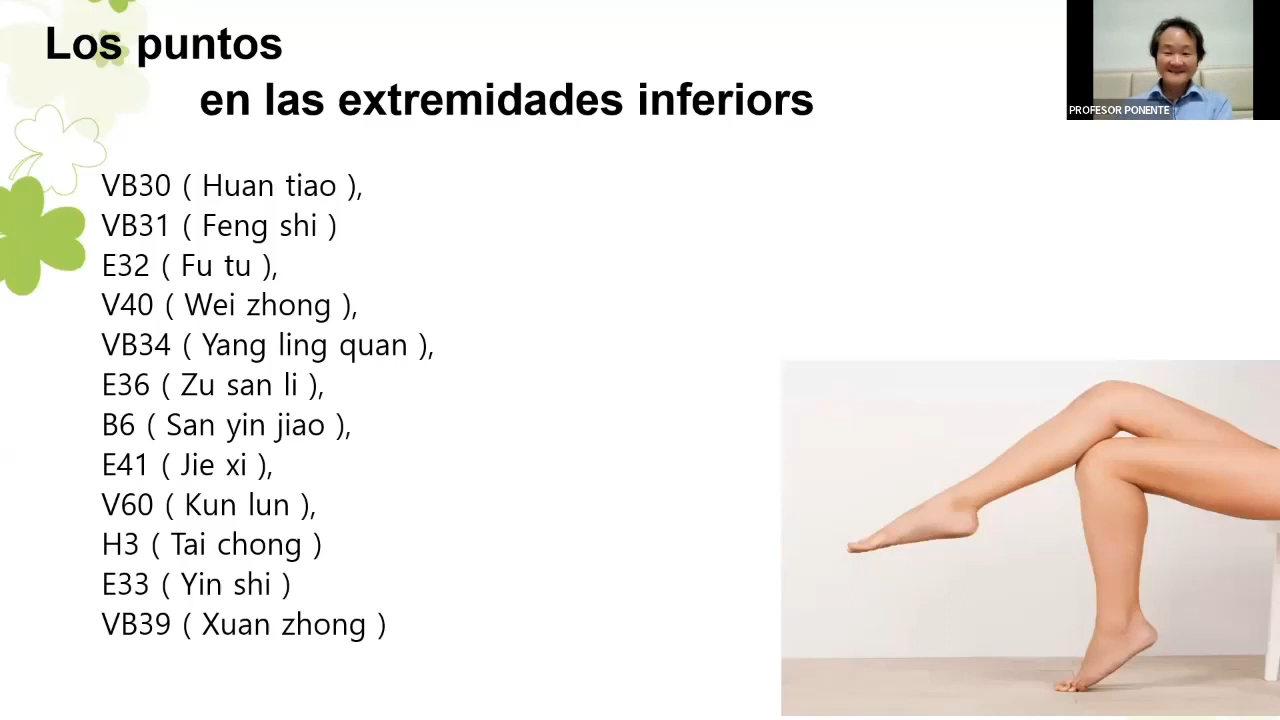 Los puntos
en las extremidades inferiors
PROFESOR PONENTE
VB30 ( Huan tiao ),
VB31 ( Feng shi )
E32 ( Fu tu ),
V40 ( Wei zhong ),
VB34 ( Yang ling quan ),
E36 ( Zu san li ),
B6 ( San yin jiao ),
E41 ( Jie xi ),
V60 ( Kun lun ),
H3 ( Tai chong )
E33 ( Yin shi )
VB39 ( Xuan zhong )